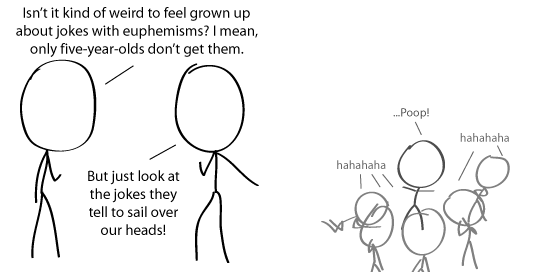 Isn't it kind of weird to feel grown up
about jokes with euphemisms? I mean,
only five-year-olds don't get them.
But just look at
the jokes they
tell to sail over
our heads!
...Poop!
hahahaha
hahahaha